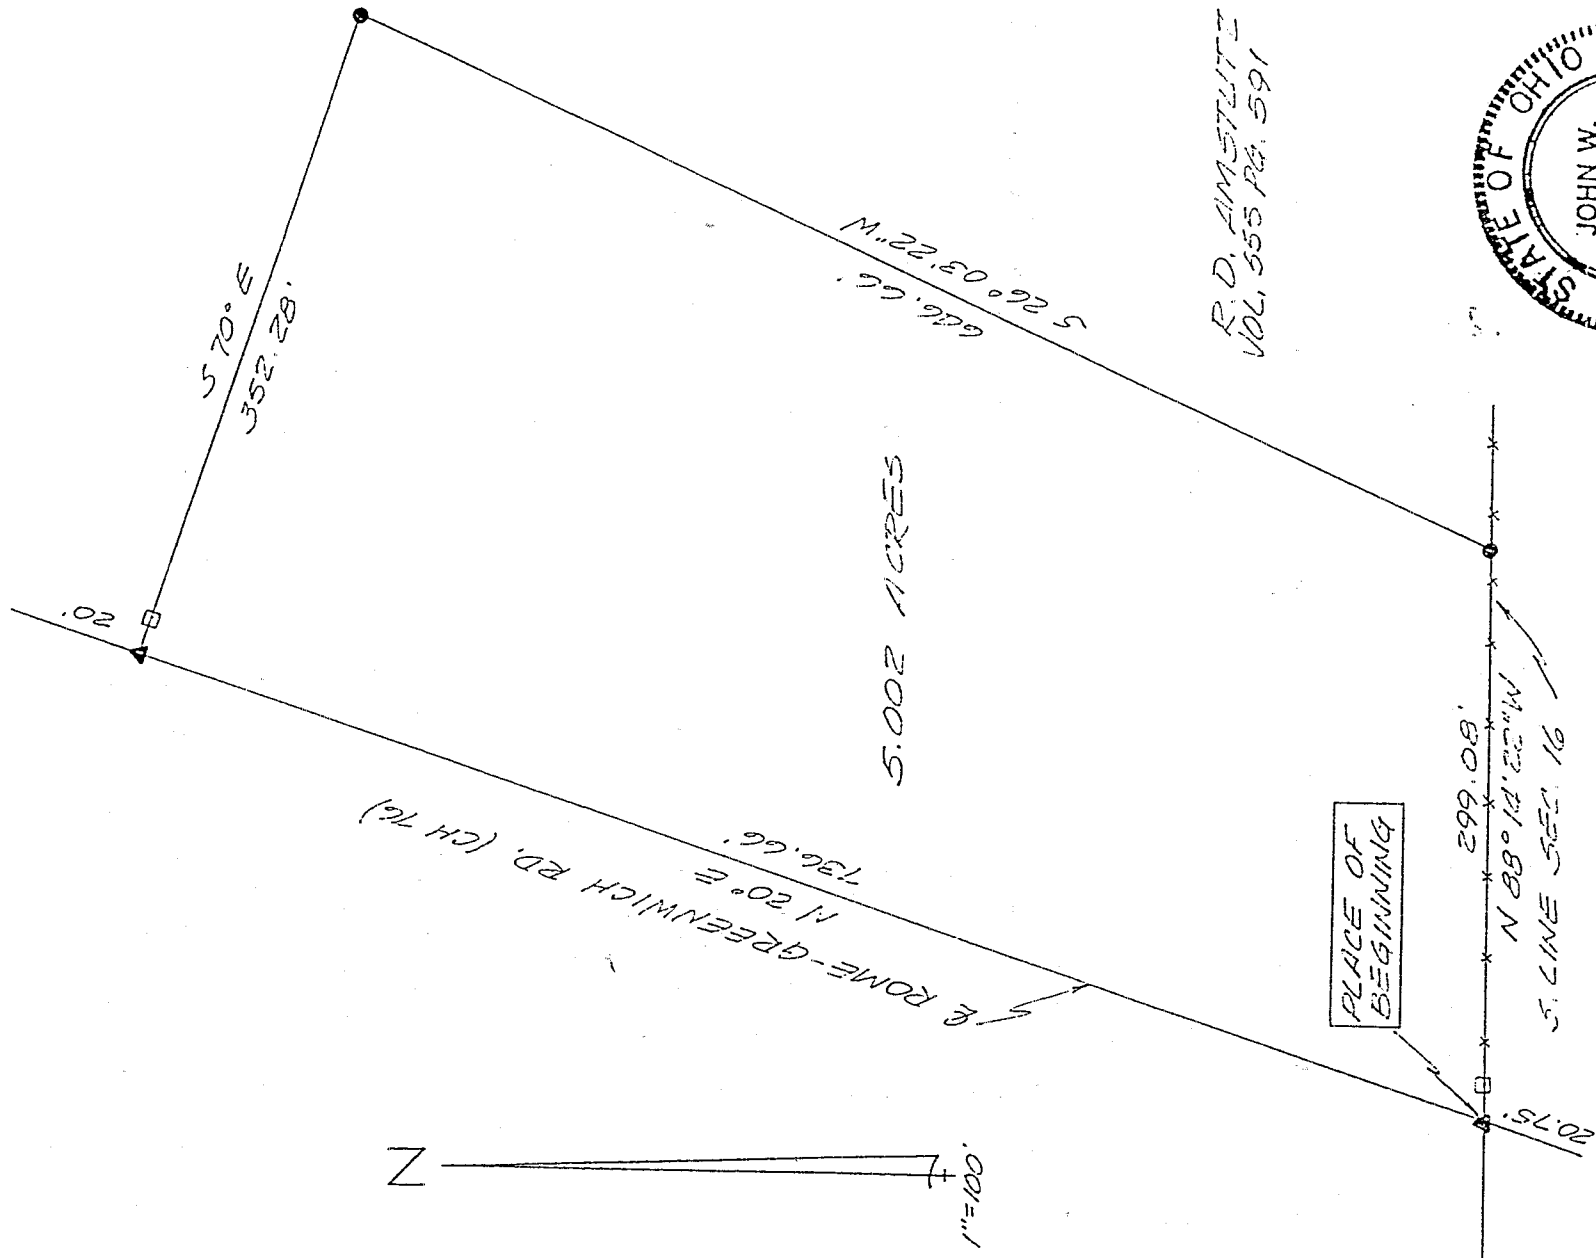 S 70° E
352.28'
20'
S 26° 03' 22" W
646.66'
R.D. AMSTUTZ
VOL. 555 PG. 591
STATE OF OHIO
JOHN W.
5.002 ACRES
736.66'
N 20° E
℄ ROME-GREENWICH RD. (CH 76)
PLACE OF
BEGINNING
299.08'
N 88° 14' 22" W
S. LINE SEC. 16
20.75'
N
1"=100'